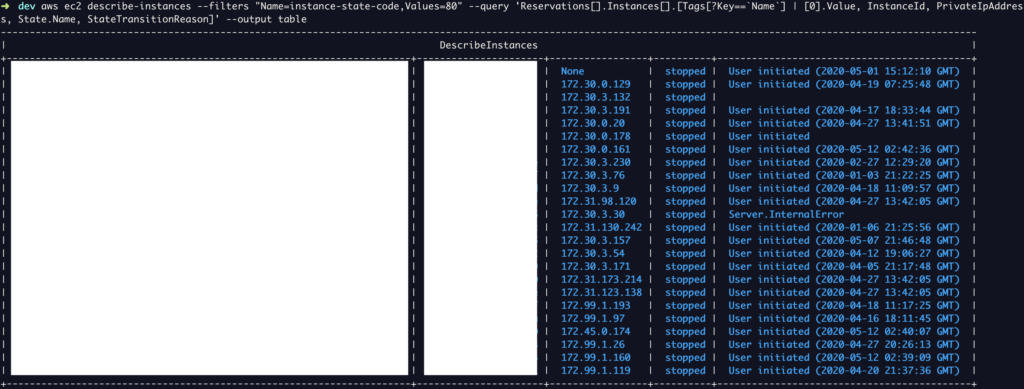 ➜ dev aws ec2 describe-instances --filters "Name=instance-state-code,Values=80" --query 'Reservations[].Instances[].[Tags[?Key==`Name`] | [0].Value, InstanceId, PrivateIpAddres
s, State.Name, StateTransitionReason]' --output table
DescribeInstances
None | stopped | User initiated (2020-05-01 15:12:10 GMT) |
172.30.0.129 | stopped | User initiated (2020-04-19 07:25:48 GMT) |
172.30.3.132 | stopped | |
172.30.3.191 | stopped | User initiated (2020-04-17 18:33:44 GMT) |
172.30.0.20 | stopped | User initiated (2020-04-27 13:41:51 GMT) |
172.30.0.178 | stopped | User initiated |
172.30.0.161 | stopped | User initiated (2020-05-12 02:42:36 GMT) |
172.30.3.230 | stopped | User initiated (2020-02-27 12:29:20 GMT) |
172.30.3.76 | stopped | User initiated (2020-01-03 21:22:25 GMT) |
172.30.3.9 | stopped | User initiated (2020-04-18 11:09:57 GMT) |
172.31.98.120 | stopped | User initiated (2020-04-27 13:42:05 GMT) |
172.30.3.30 | stopped | Server.InternalError |
172.31.130.242 | stopped | User initiated (2020-01-06 21:25:56 GMT) |
172.30.3.157 | stopped | User initiated (2020-05-07 21:46:48 GMT) |
172.30.3.54 | stopped | User initiated (2020-04-12 19:06:27 GMT) |
172.30.3.171 | stopped | User initiated (2020-04-05 21:17:48 GMT) |
172.31.173.214 | stopped | User initiated (2020-04-27 13:42:05 GMT) |
172.31.123.138 | stopped | User initiated (2020-04-27 13:42:05 GMT) |
172.99.1.193 | stopped | User initiated (2020-04-18 11:17:25 GMT) |
172.99.1.97 | stopped | User initiated (2020-04-16 18:11:45 GMT) |
172.45.0.174 | stopped | User initiated (2020-05-12 02:40:07 GMT) |
172.99.1.26 | stopped | User initiated (2020-04-27 20:26:13 GMT) |
172.99.1.160 | stopped | User initiated (2020-05-12 02:39:09 GMT) |
172.99.1.119 | stopped | User initiated (2020-04-20 21:37:36 GMT) |